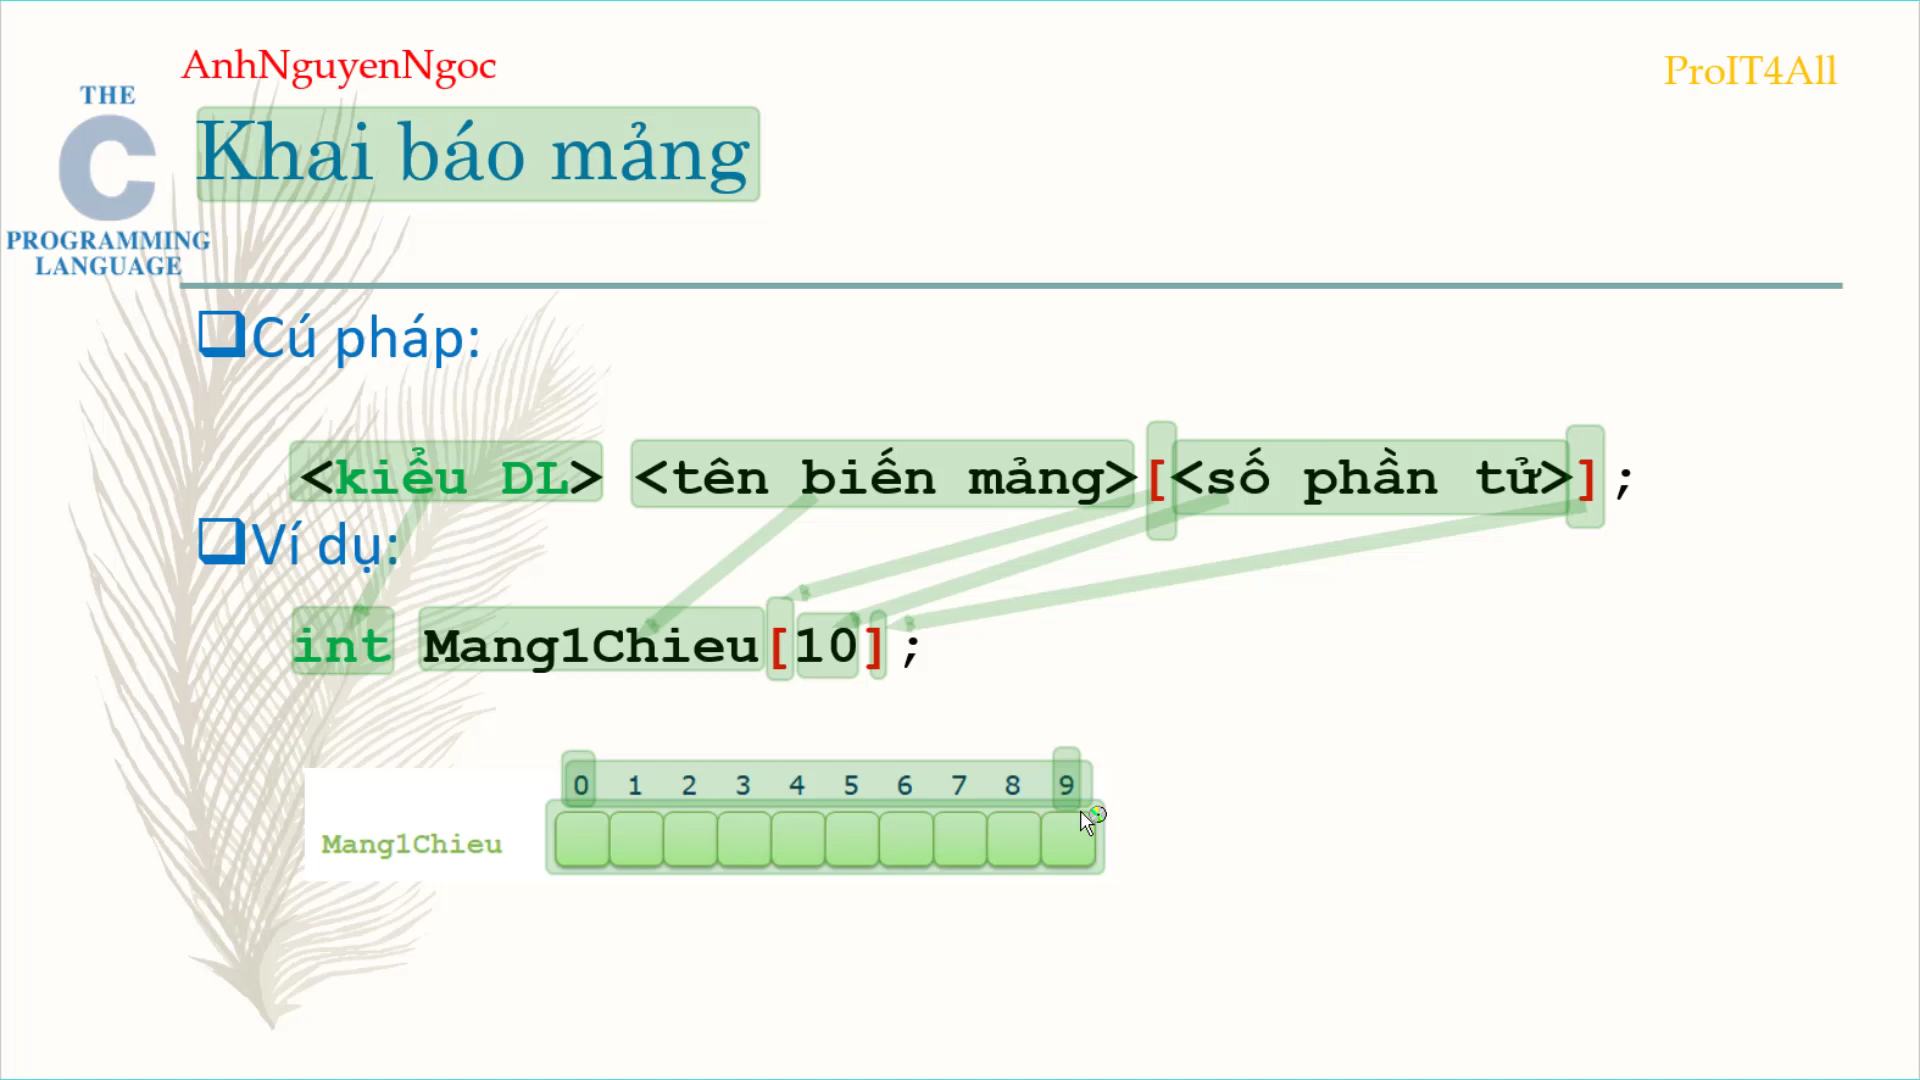 AnhNguyenNgoc
ProIT4All
THE
C
PROGRAMMING
LANGUAGE
Khai báo mảng
Cú pháp:
<kiểu DL> <tên biến mảng>[<số phần tử>];
Ví dụ:
int Mang1Chieu[10];
0 1 2 3 4 5 6 7 8 9
Mang1Chieu